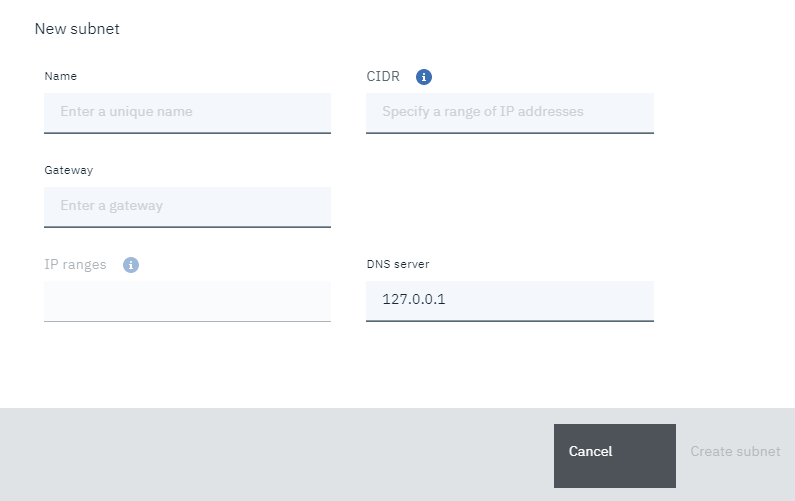 New subnet
Name
CIDR
Enter a unique name
Specify a range of IP addresses
Gateway
Enter a gateway
IP ranges
DNS server
127.0.0.1
Cancel
Create subnet